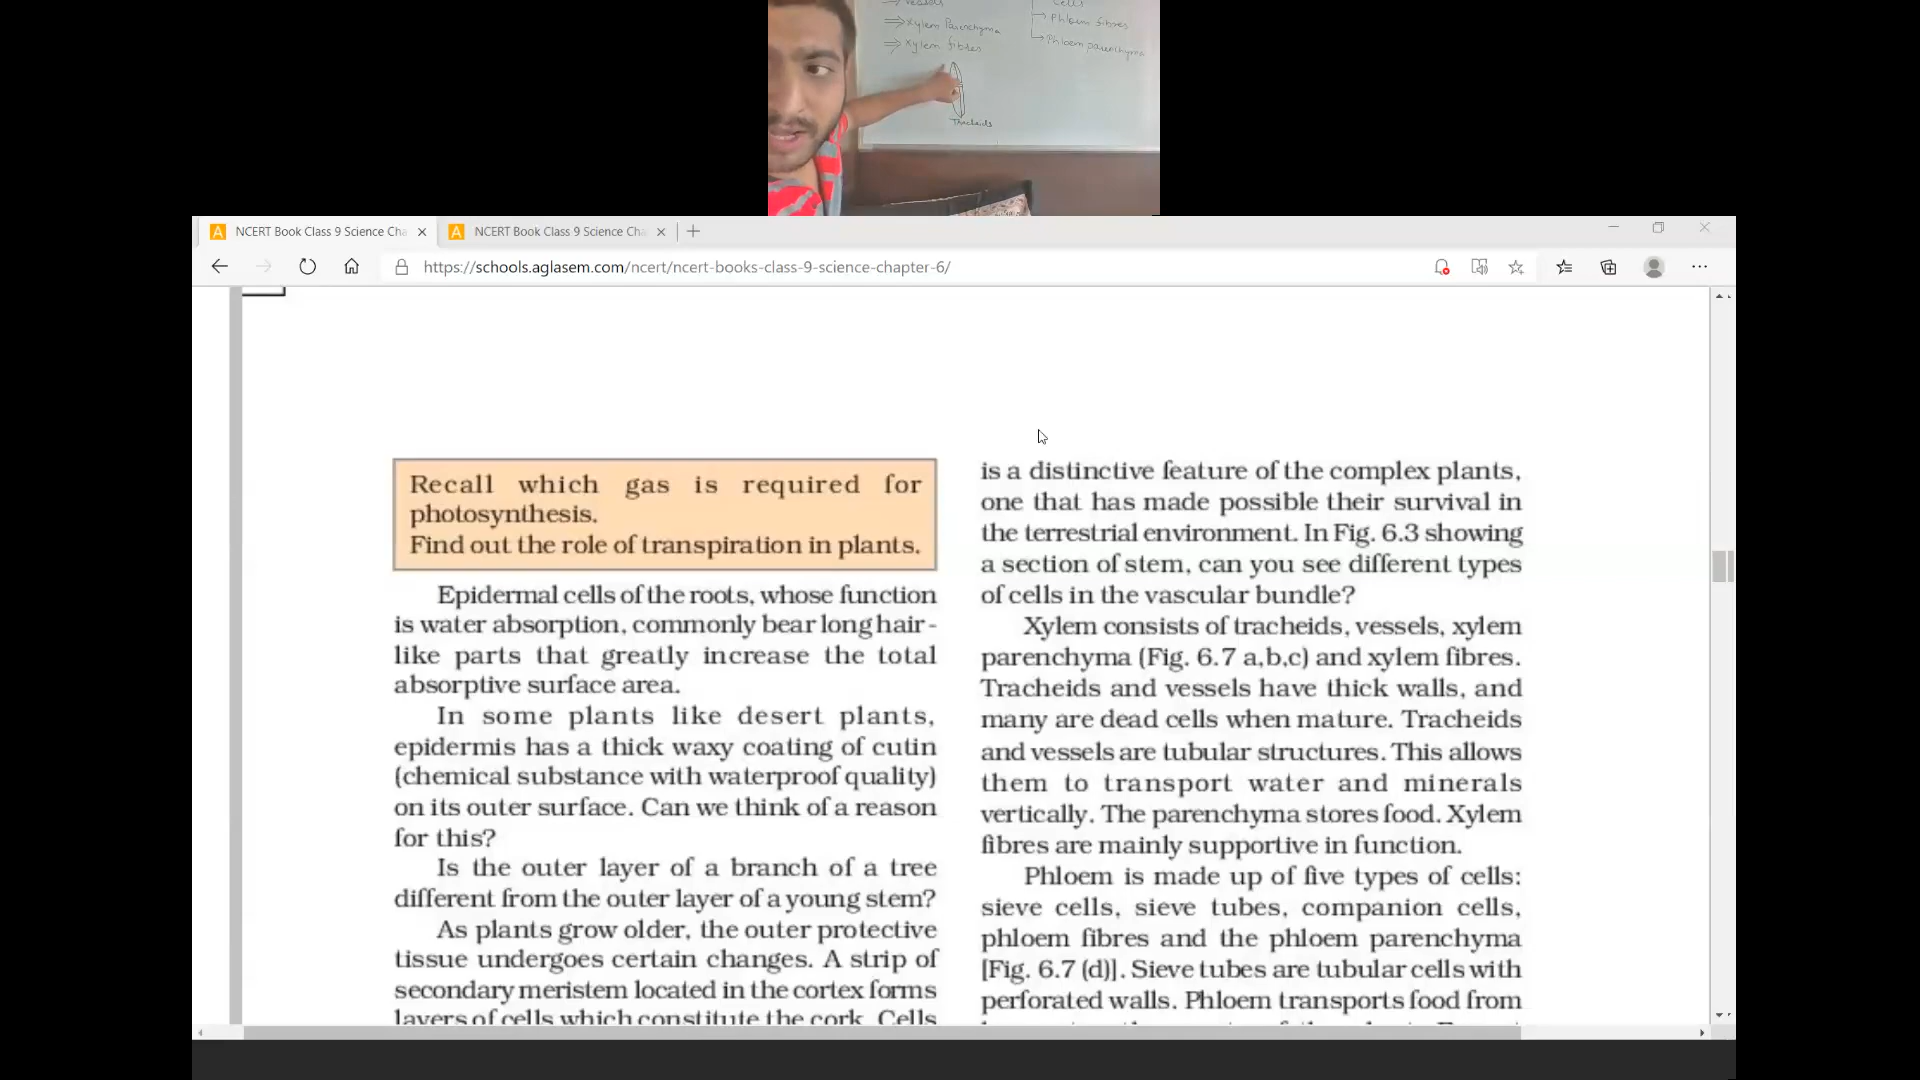 Vessels
⇒ Xylem Parenchyma
⇒ Xylem fibres
Cells
→ Phloem fibres
→ Phloem parenchyma
Tracheids
NCERT Book Class 9 Science Cha
NCERT Book Class 9 Science Cha
https://schools.aglasem.com/ncert/ncert-books-class-9-science-chapter-6/
Recall which gas is required for
photosynthesis.
Find out the role of transpiration in plants.
Epidermal cells of the roots, whose function
is water absorption, commonly bear long hair-
like parts that greatly increase the total
absorptive surface area.
In some plants like desert plants,
epidermis has a thick waxy coating of cutin
(chemical substance with waterproof quality)
on its outer surface. Can we think of a reason
for this?
Is the outer layer of a branch of a tree
different from the outer layer of a young stem?
As plants grow older, the outer protective
tissue undergoes certain changes. A strip of
secondary meristem located in the cortex forms
layers of cells which constitute the cork. Cells
is a distinctive feature of the complex plants,
one that has made possible their survival in
the terrestrial environment. In Fig. 6.3 showing
a section of stem, can you see different types
of cells in the vascular bundle?
Xylem consists of tracheids, vessels, xylem
parenchyma (Fig. 6.7 a,b,c) and xylem fibres.
Tracheids and vessels have thick walls, and
many are dead cells when mature. Tracheids
and vessels are tubular structures. This allows
them to transport water and minerals
vertically. The parenchyma stores food. Xylem
fibres are mainly supportive in function.
Phloem is made up of five types of cells:
sieve cells, sieve tubes, companion cells,
phloem fibres and the phloem parenchyma
[Fig. 6.7 (d)]. Sieve tubes are tubular cells with
perforated walls. Phloem transports food from